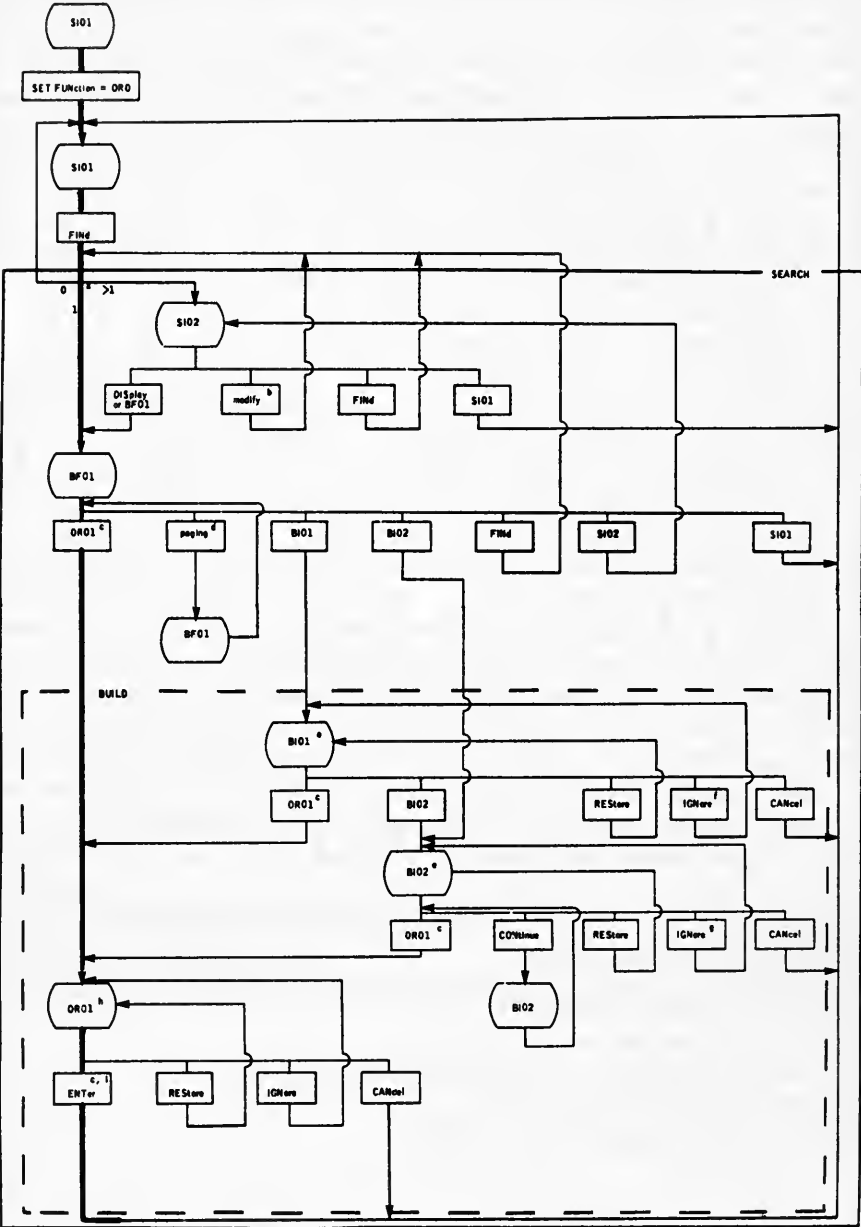 SI01
SET FUNction = ORO
SI01
FINd
SEARCH
0 a >1
1
SI02
DISplay
or BF01
modify b
FINd
SI01
BF01
OR01 c
paging d
BI01
BI02
FINd
SI02
SI01
BF01
BUILD
BI01 e
OR01 c
BI02
REStore
IGNore f
CANcel
BI02 e
OR01 c
CONtinue
REStore
IGNore g
CANcel
OR01 h
BI02
c, i
ENTer
REStore
IGNore
CANcel